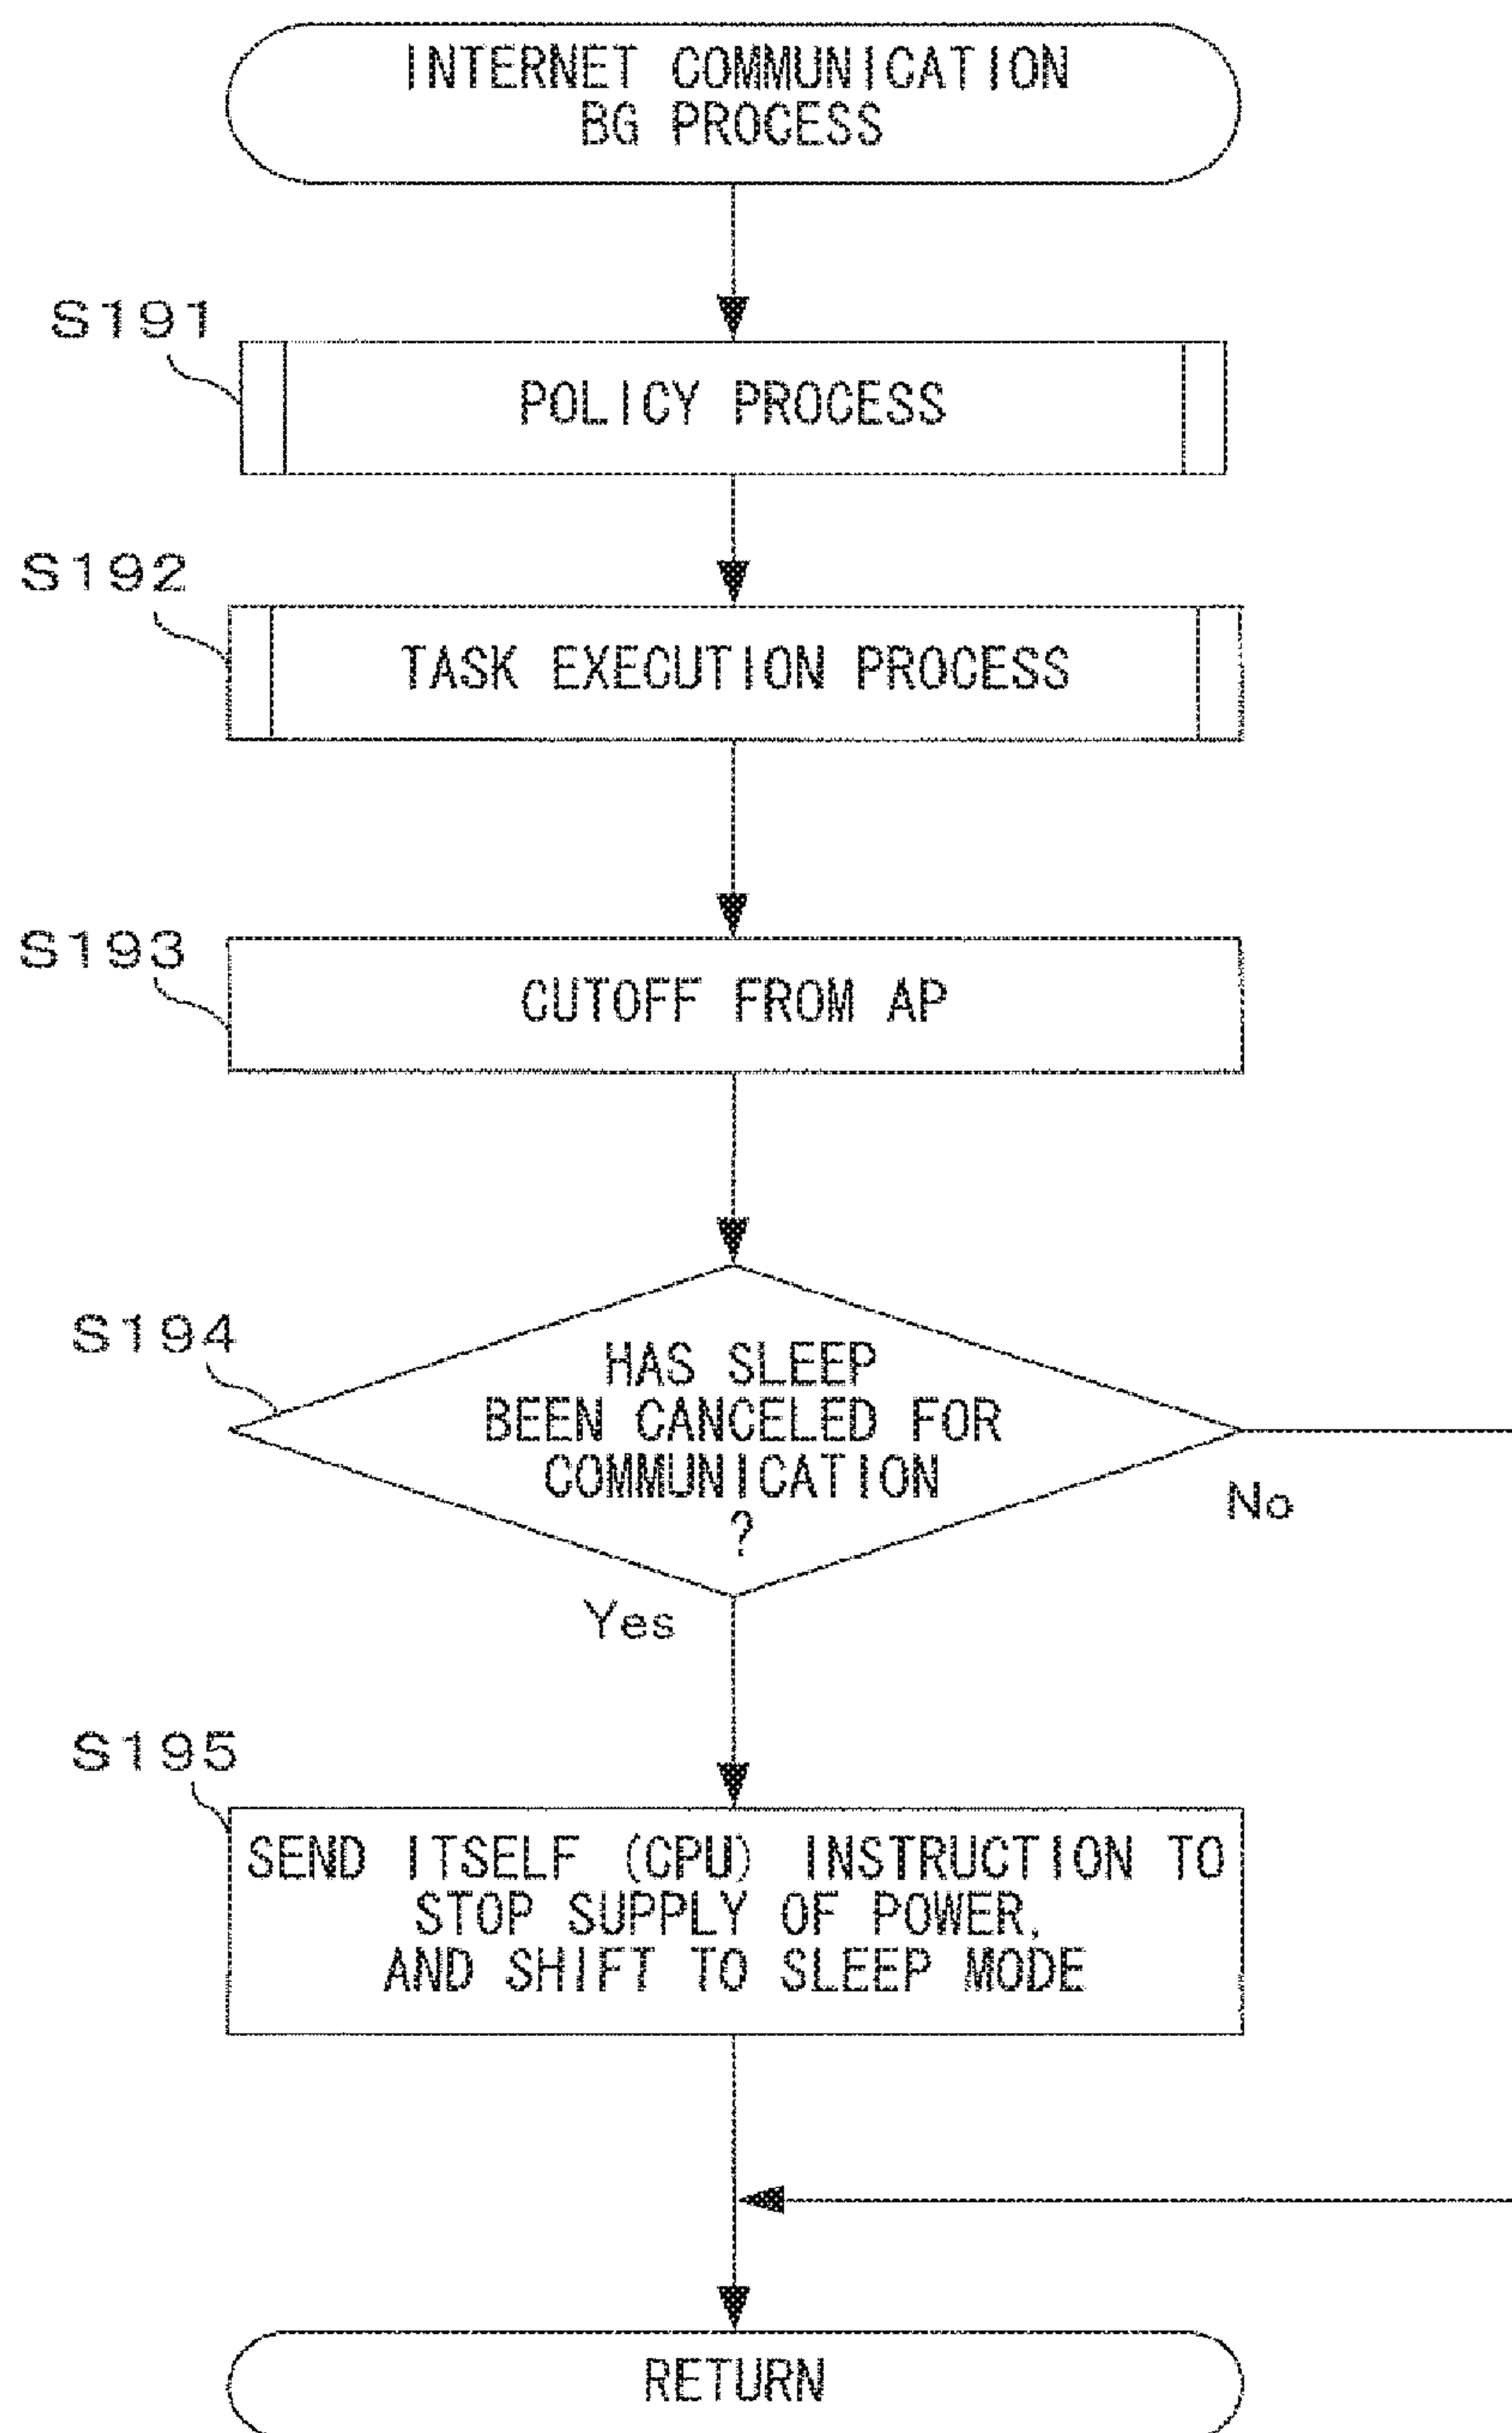 INTERNET COMMUNICATION
BG PROCESS
S191
POLICY PROCESS
S192
TASK EXECUTION PROCESS
S193
CUTOFF FROM AP
S194
HAS SLEEP
BEEN CANCELED FOR
COMMUNICATION
?
No
Yes
S195
SEND ITSELF (CPU) INSTRUCTION TO
STOP SUPPLY OF POWER,
AND SHIFT TO SLEEP MODE
RETURN